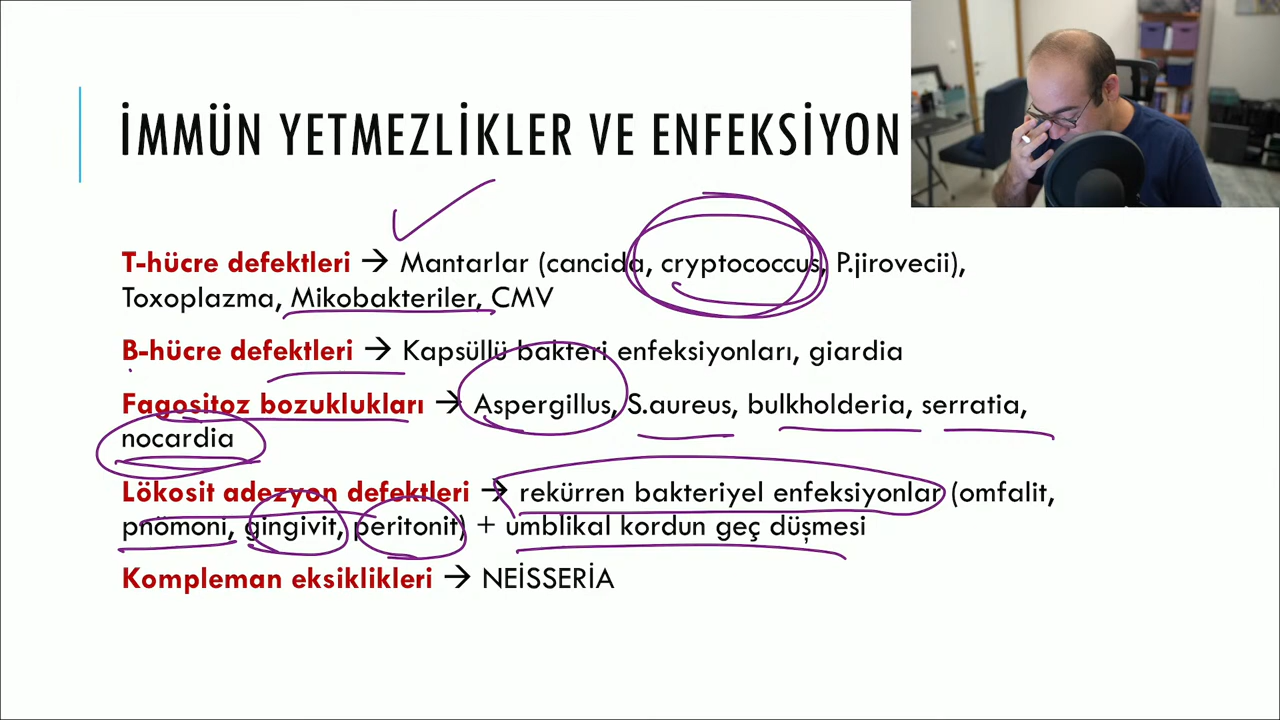 İMMÜN YETMEZLİKLER VE ENFEKSİYON
T-hücre defektleri → Mantarlar (cancida, cryptococcus, P.jirovecii),
Toxoplazma, Mikobakteriler, CMV
B-hücre defektleri → Kapsüllü bakteri enfeksiyonları, giardia
Fagositoz bozuklukları → Aspergillus, S.aureus, bulkholderia, serratia,
nocardia
Lökosit adezyon defektleri → rekürren bakteriyel enfeksiyonlar (omfalit,
pnömoni, gingivit, peritonit) + umblikal kordun geç düşmesi
Kompleman eksiklikleri → NEİSSERİA